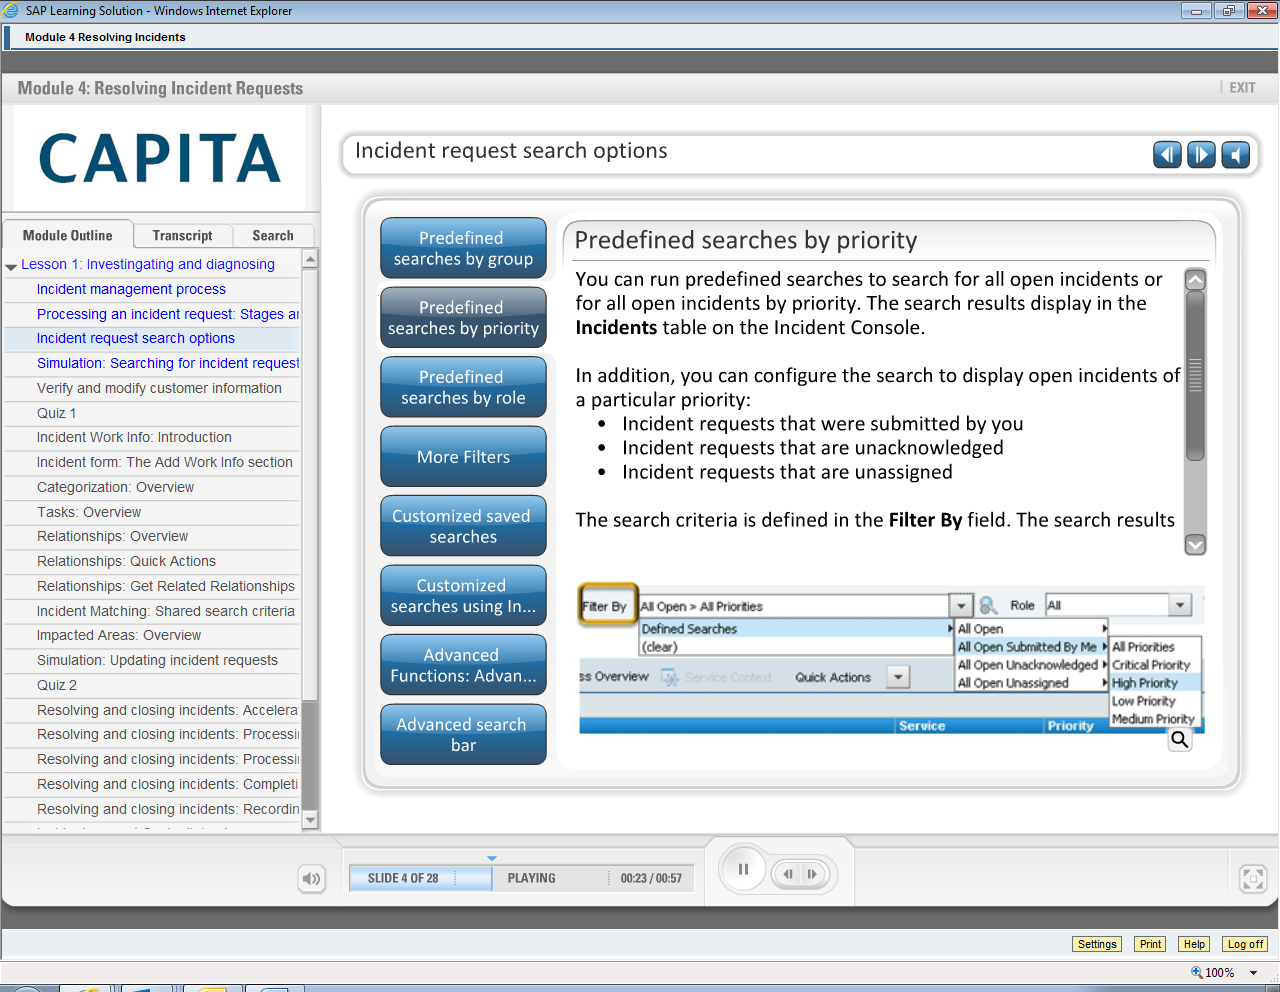 SAP Learning Solution - Windows Internet Explorer
Module 4 Resolving Incidents
Module 4: Resolving Incident Requests
EXIT
CAPITA
Module Outline
Transcript
Search
Lesson 1: Investingating and diagnosing
Incident management process
Processing an incident request: Stages ar
Incident request search options
Simulation: Searching for incident request
Verify and modify customer information
Quiz 1
Incident Work Info: Introduction
Incident form: The Add Work Info section
Categorization: Overview
Tasks: Overview
Relationships: Overview
Relationships: Quick Actions
Relationships: Get Related Relationships
Incident Matching: Shared search criteria
Impacted Areas: Overview
Simulation: Updating incident requests
Quiz 2
Resolving and closing incidents: Accelera
Resolving and closing incidents: Processi
Resolving and closing incidents: Processi
Resolving and closing incidents: Completi
Resolving and closing incidents: Recordin
Incident request search options
Predefined
searches by group
Predefined
searches by priority
Predefined
searches by role
More Filters
Customized saved
searches
Customized
searches using In...
Advanced
Functions: Advan...
Advanced search
bar
Predefined searches by priority
You can run predefined searches to search for all open incidents or
for all open incidents by priority. The search results display in the
Incidents table on the Incident Console.
In addition, you can configure the search to display open incidents of
a particular priority:
• Incident requests that were submitted by you
• Incident requests that are unacknowledged
• Incident requests that are unassigned
The search criteria is defined in the Filter By field. The search results
Filter By
All Open > All Priorities
Role
All
Defined Searches
(clear)
All Open
All Open Submitted By Me
All Open Unacknowledged
All Open Unassigned
All Priorities
Critical Priority
High Priority
Low Priority
Medium Priority
ss Overview
Service Context
Quick Actions
Service
Priority
SLIDE 4 OF 28
PLAYING
00:23 / 00:57
Settings
Print
Help
Log off
100%